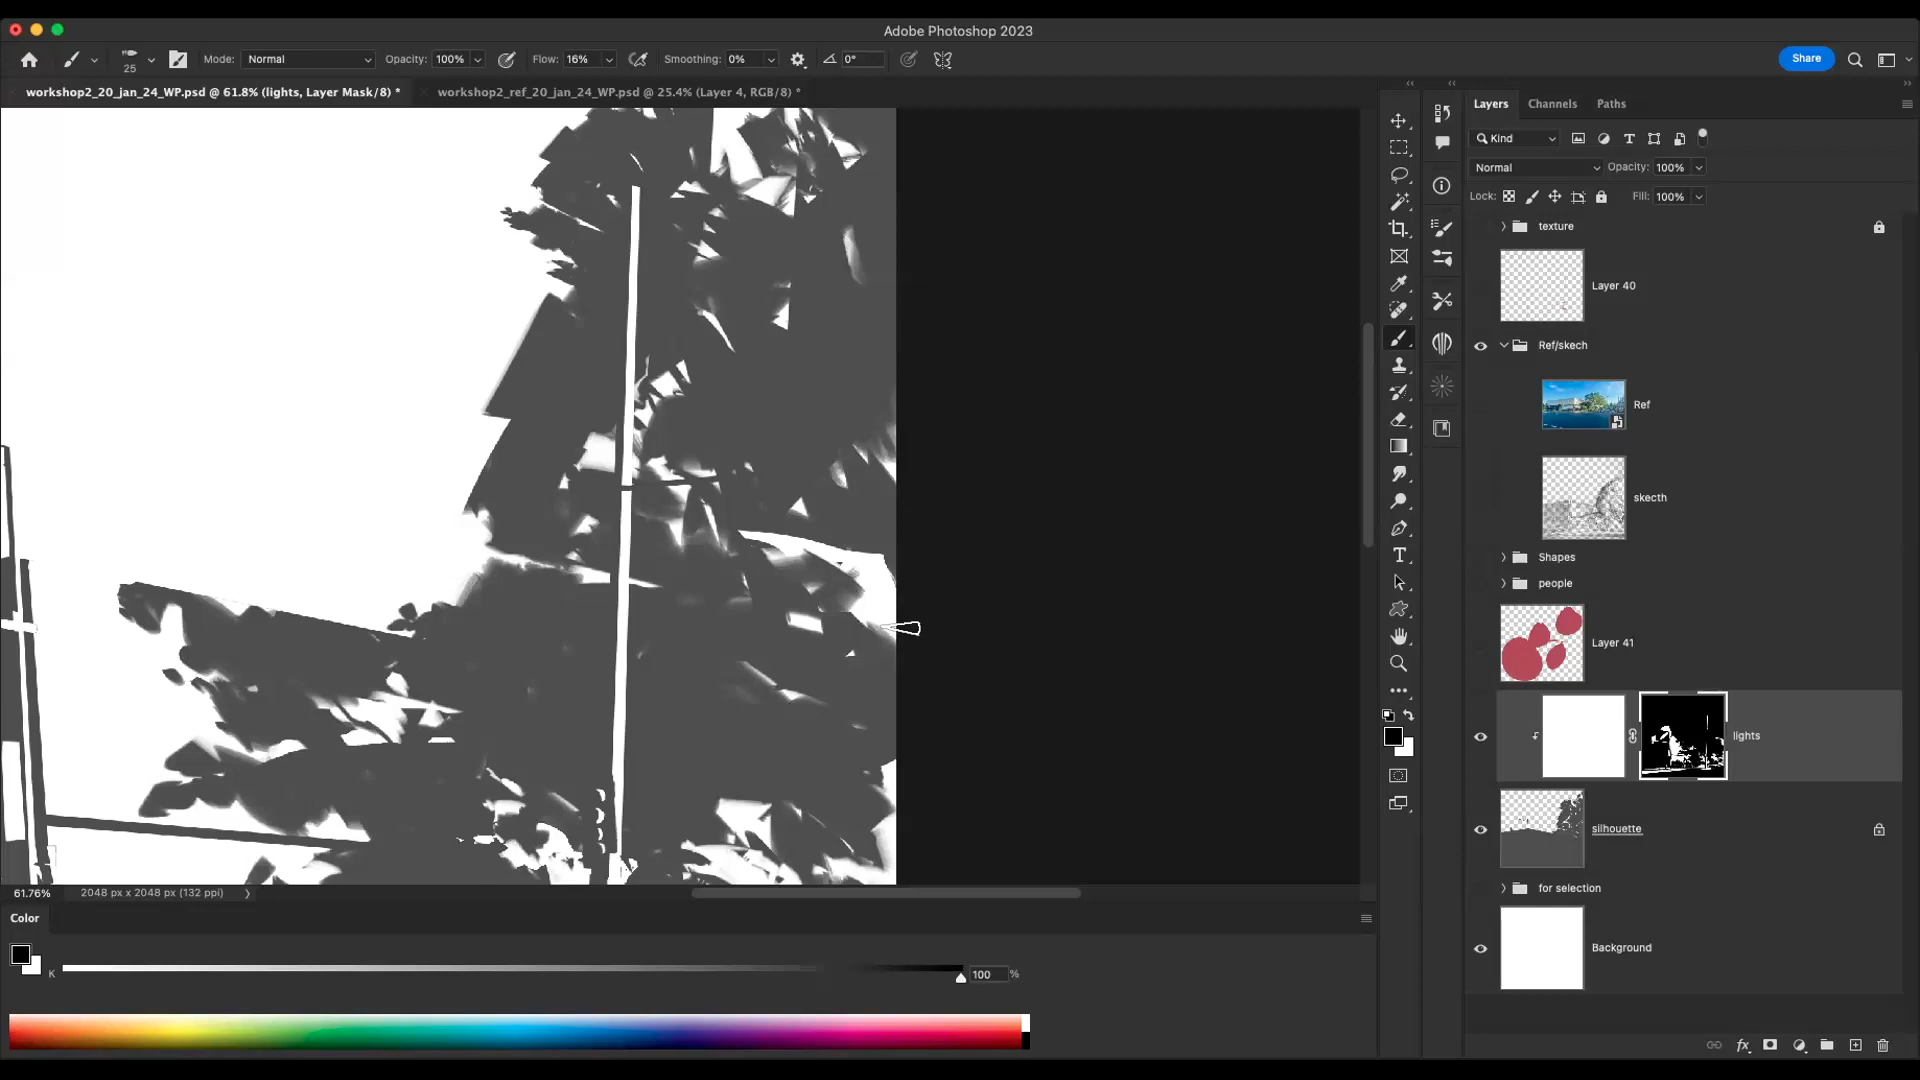 Adobe Photoshop 2023
25
Mode:
Normal
Opacity:
100%
Flow:
16%
Smoothing:
0%
0°
Share
workshop2_20_jan_24_WP.psd @ 61.8% (lights, Layer Mask/8) *
workshop2_ref_20_jan_24_WP.psd @ 25.4% (Layer 4, RGB/8) *
Layers
Channels
Paths
Kind
Normal
Opacity:
100%
Lock:
Fill:
100%
texture
Layer 40
Ref/skech
Ref
skecth
Shapes
people
Layer 41
lights
silhouette
for selection
Background
61.76%
2048 px x 2048 px (132 ppi)
Color
K
100
%
fx